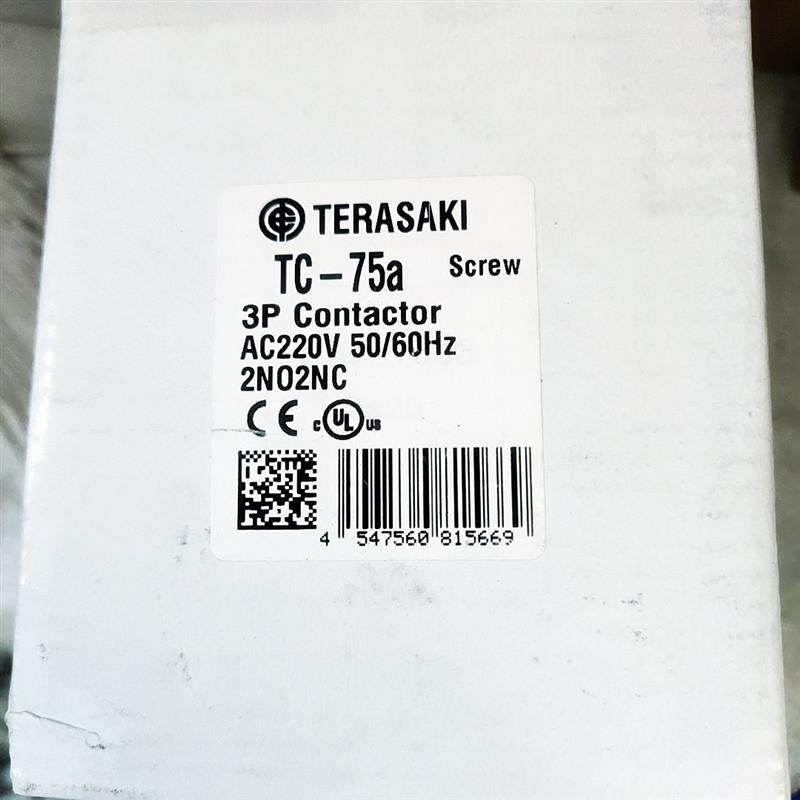 TERASAKI
TC-75a Screw
3P Contactor
AC220V 50/60Hz
2NO2NC
CE c UL us
4 547560 815669